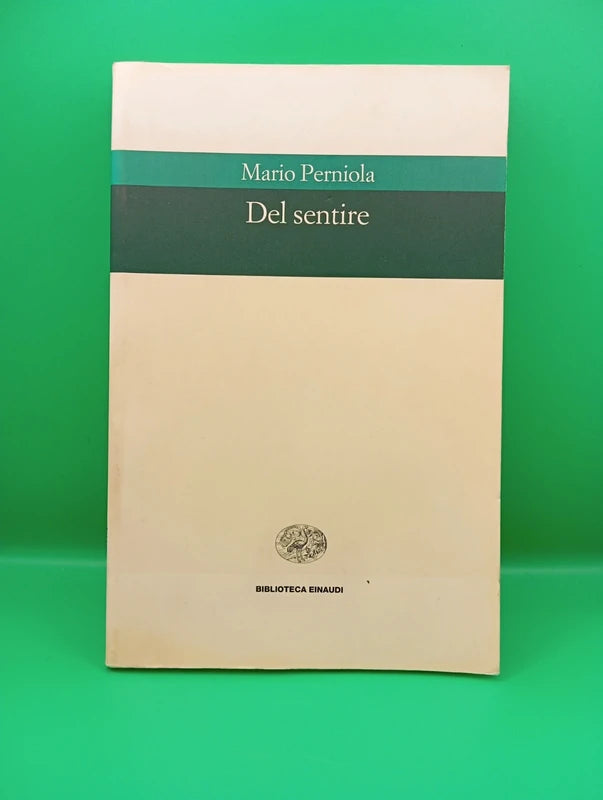 Mario Perniola
Del sentire
BIBLIOTECA EINAUDI